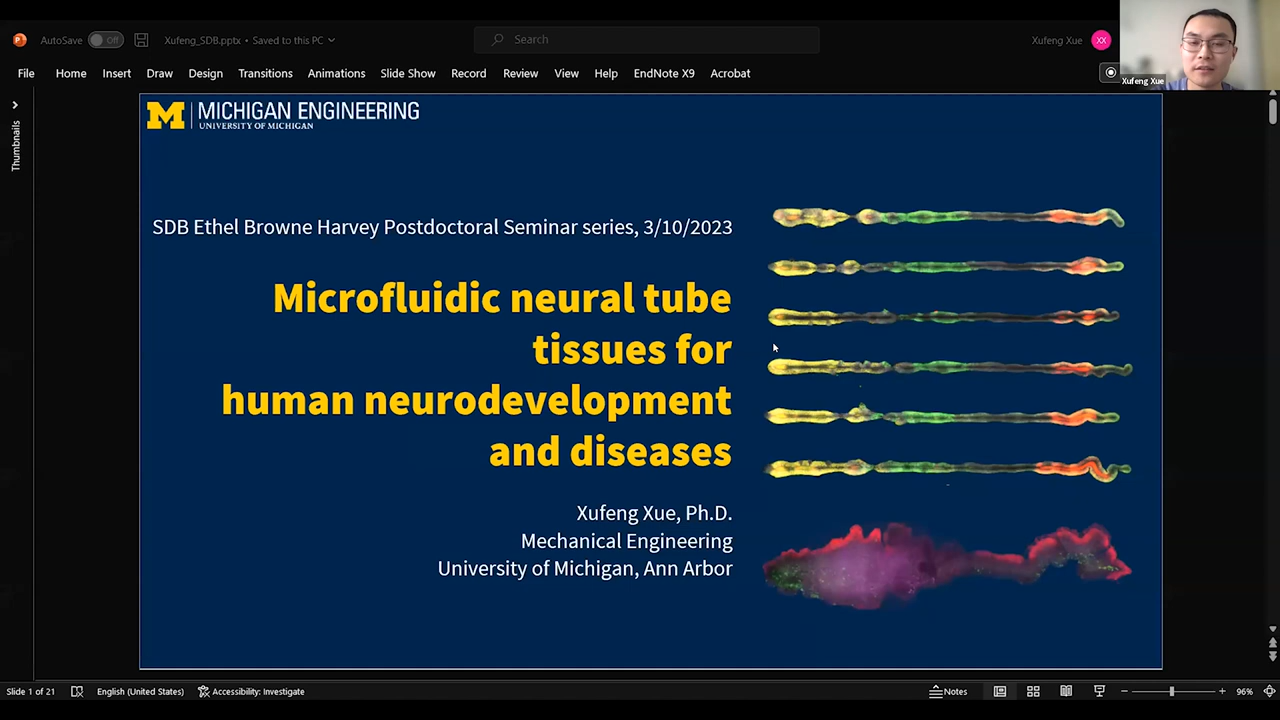 AutoSave Off Xufeng_SDB.pptx • Saved to this PC Search Xufeng Xue XX
File Home Insert Draw Design Transitions Animations Slide Show Record Review View Help EndNote X9 Acrobat
Xufeng Xue
Thumbnails
M MICHIGAN ENGINEERING
UNIVERSITY OF MICHIGAN
SDB Ethel Browne Harvey Postdoctoral Seminar series, 3/10/2023
Microfluidic neural tube
tissues for
human neurodevelopment
and diseases
Xufeng Xue, Ph.D.
Mechanical Engineering
University of Michigan, Ann Arbor
Slide 1 of 21 English (United States) Accessibility: Investigate Notes 96%